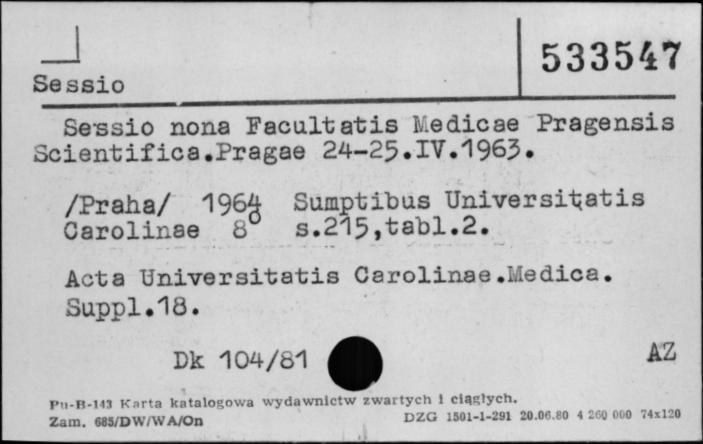 533547
Sessio
Sessio nona Facultatis Medicae Pragensis
Scientifica.Pragae 24-25.IV.1963.
/Praha/ 1964 Sumptibus Universitatis
Carolinae 8° s.215,tabl.2.
Acta Universitatis Carolinae.Medica.
Suppl.18.
Dk 104/81 AZ
Pu-B-143 Karta katalogowa wydawnictw zwartych i ciągłych.
Zam. 685/DW/WA/On DZG 1501-1-291 20.06.80 4 260 000 74x120